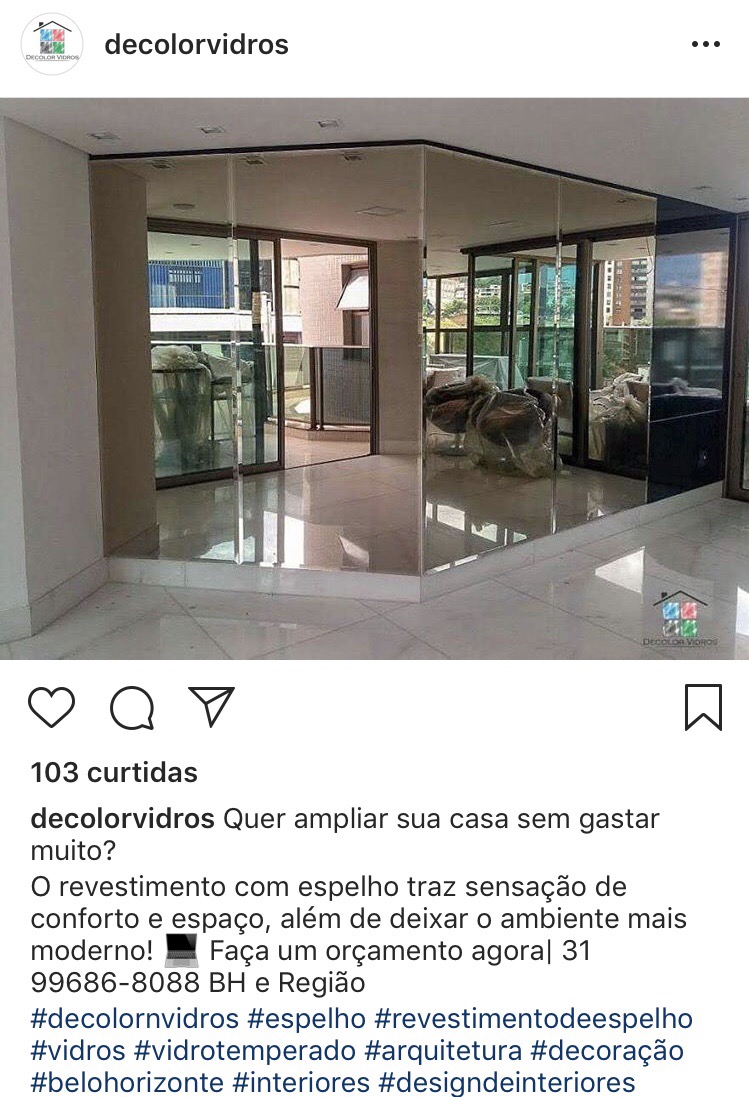 DECOLOR VIDROS
decolorvidros
DECOLOR VIDROS
103 curtidas
decolorvidros Quer ampliar sua casa sem gastar
muito?
O revestimento com espelho traz sensação de
conforto e espaço, além de deixar o ambiente mais
moderno! 💻 Faça um orçamento agora| 31
99686-8088 BH e Região
#decolornvidros #espelho #revestimentodeespelho
#vidros #vidrotemperado #arquitetura #decoração
#belohorizonte #interiores #designdeinteriores